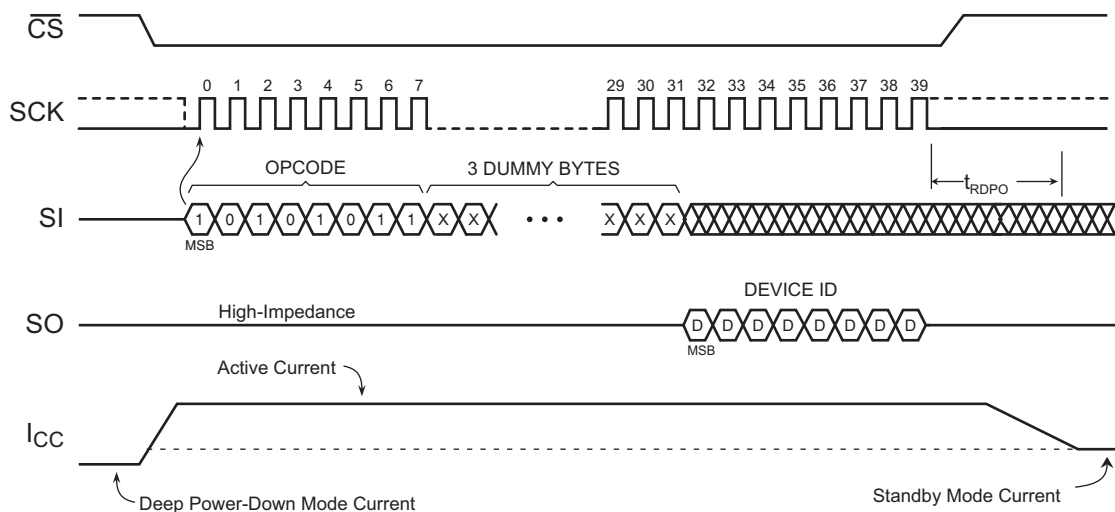 CS
0 1 2 3 4 5 6 7 29 30 31 32 33 34 35 36 37 38 39
SCK
OPCODE 3 DUMMY BYTES tRDPO
SI 1 0 1 0 1 0 1 1 X X • • • X X X
MSB
DEVICE ID
High-Impedance
SO D D D D D D D D
MSB
Active Current
ICC
Deep Power-Down Mode Current Standby Mode Current